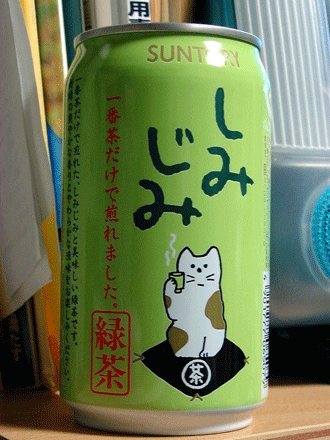 用
SUNTORY
しみ
じみ
一番茶だけで煎れました。
緑茶
一番茶だけで煎れた、しみじみと美味しい緑茶です。
茶